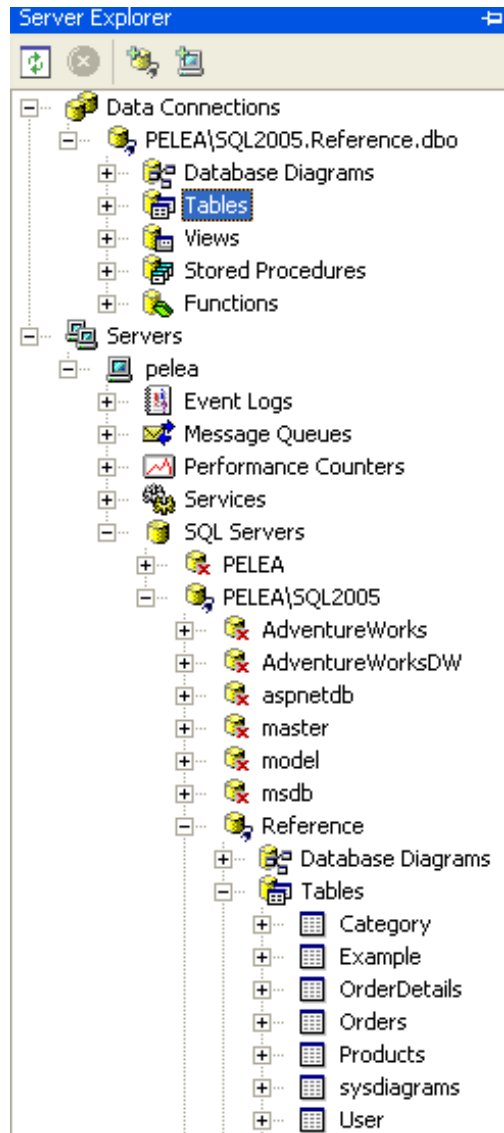 Server Explorer
Data Connections
PELEA\SQL2005.Reference.dbo
Database Diagrams
Tables
Views
Stored Procedures
Functions
Servers
pelea
Event Logs
Message Queues
Performance Counters
Services
SQL Servers
PELEA
PELEA\SQL2005
AdventureWorks
AdventureWorksDW
aspnetdb
master
model
msdb
Reference
Database Diagrams
Tables
Category
Example
OrderDetails
Orders
Products
sysdiagrams
User